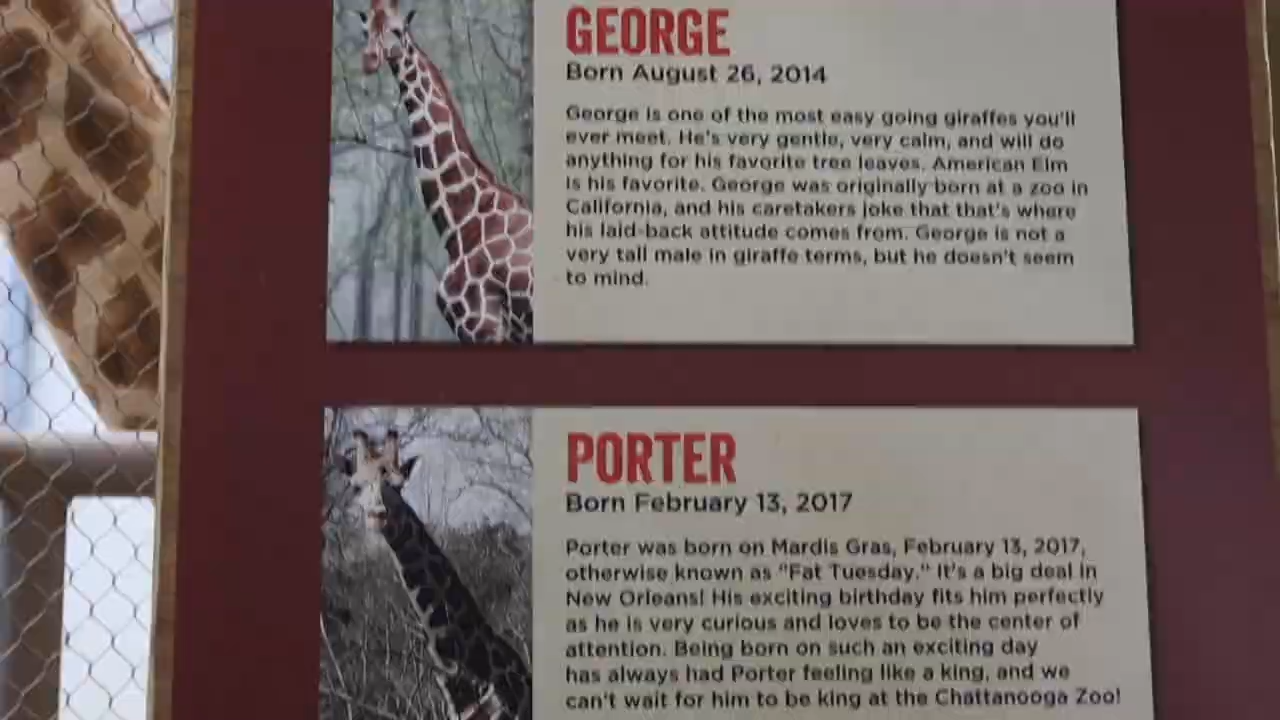 GEORGE
Born August 26, 2014
George is one of the most easy going giraffes you'll
ever meet. He's very gentle, very calm, and will do
anything for his favorite tree leaves. American Elm
is his favorite. George was originally born at a zoo in
California, and his caretakers joke that that's where
his laid-back attitude comes from. George is not a
very tall male in giraffe terms, but he doesn't seem
to mind.
PORTER
Born February 13, 2017
Porter was born on Mardis Gras, February 13, 2017,
otherwise known as "Fat Tuesday." It's a big deal in
New Orleans! His exciting birthday fits him perfectly
as he is very curious and loves to be the center of
attention. Being born on such an exciting day
has always had Porter feeling like a king, and we
can't wait for him to be king at the Chattanooga Zoo!